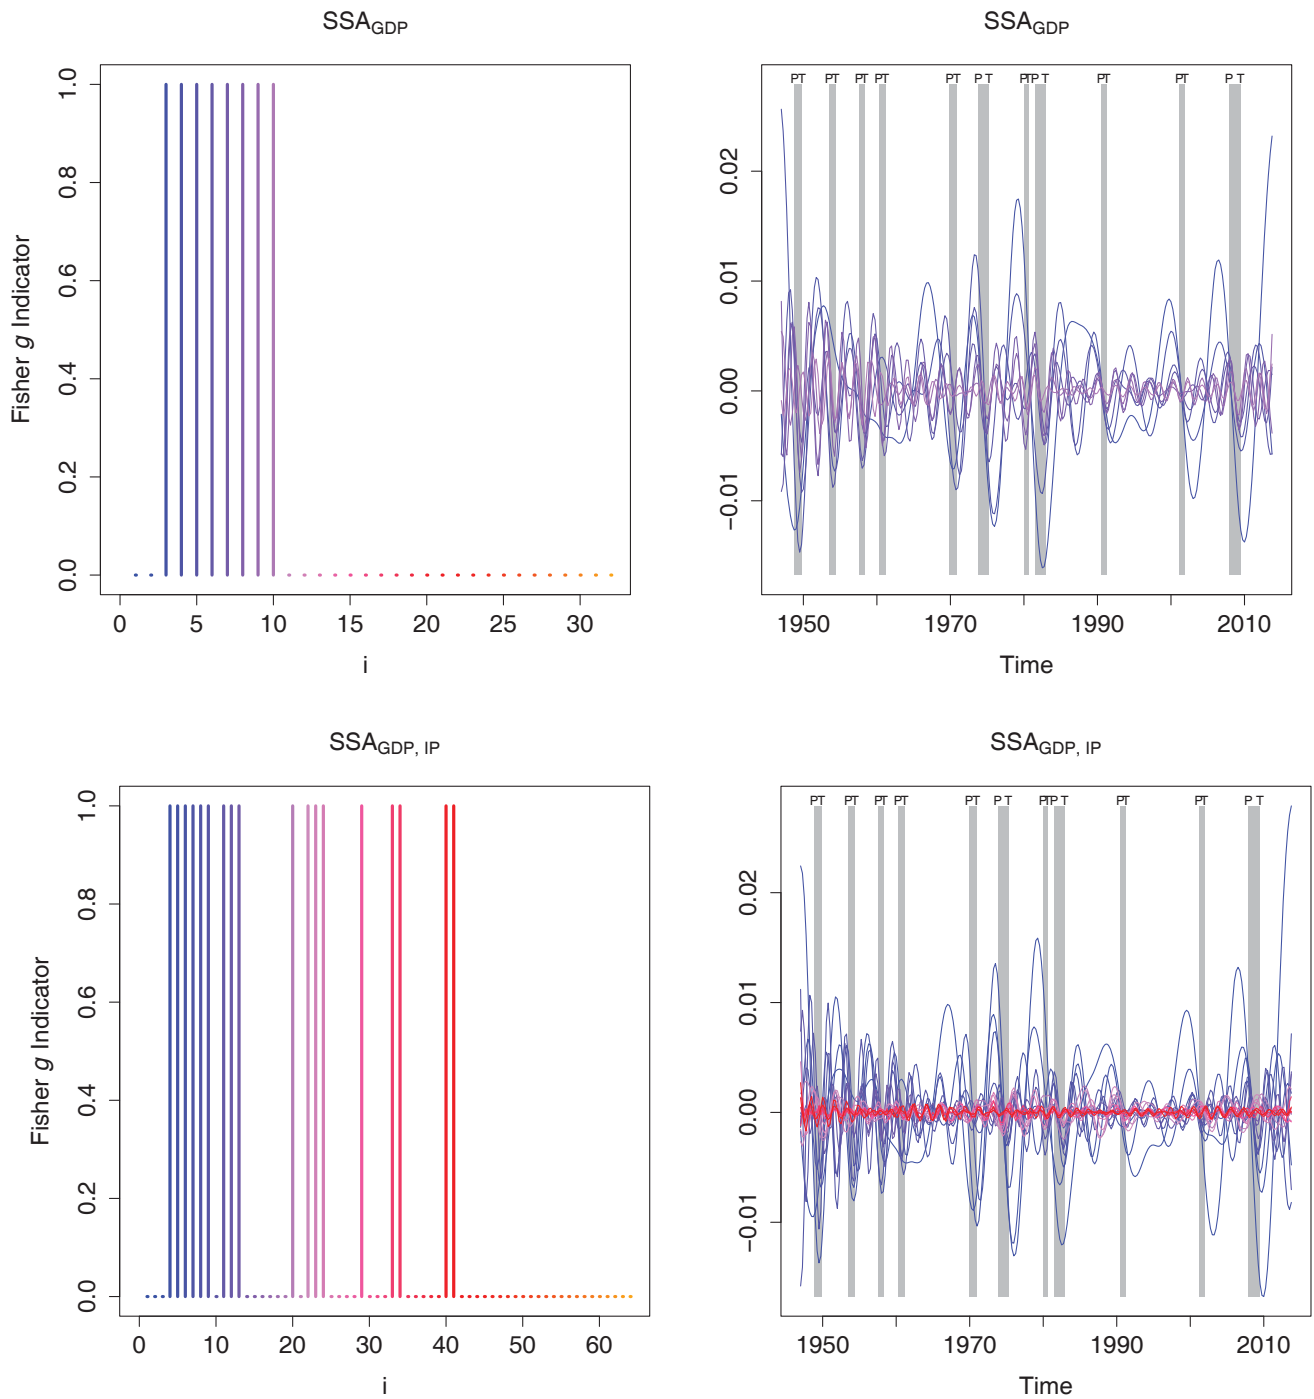 SSA_GDP
1.0
0.8
0.6
0.4
0.2
0.0
Fisher g Indicator
0 5 10 15 20 25 30
i
SSA_GDP
PT PT PT PT PT P T PTP T PT PT P T
0.02
0.01
0.00
−0.01
1950 1970 1990 2010
Time
SSA_GDP, IP
1.0
0.8
0.6
0.4
0.2
0.0
Fisher g Indicator
0 10 20 30 40 50 60
i
SSA_GDP, IP
PT PT PT PT PT P T PTP T PT PT P T
0.02
0.01
0.00
−0.01
1950 1970 1990 2010
Time